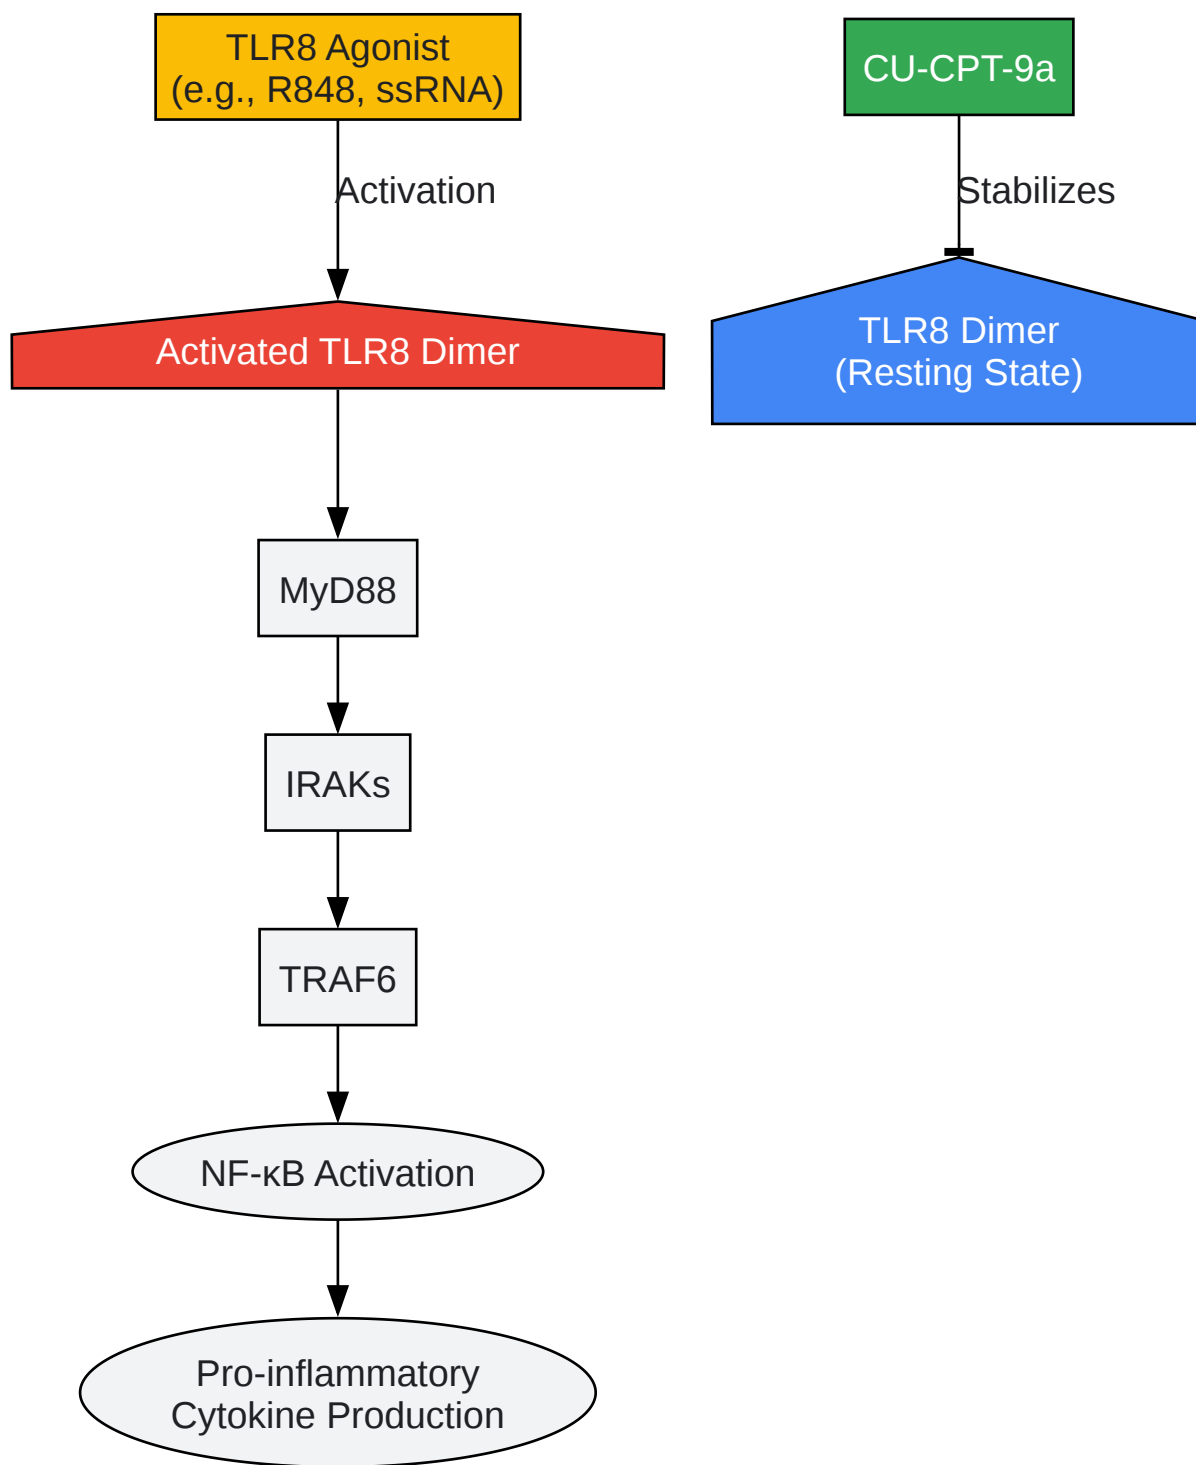 TLR8 Agonist
(e.g., R848, ssRNA)
CU-CPT-9a
Activation
Stabilizes
Activated TLR8 Dimer
TLR8 Dimer
(Resting State)
MyD88
IRAKs
TRAF6
NF-κB Activation
Pro-inflammatory
Cytokine Production